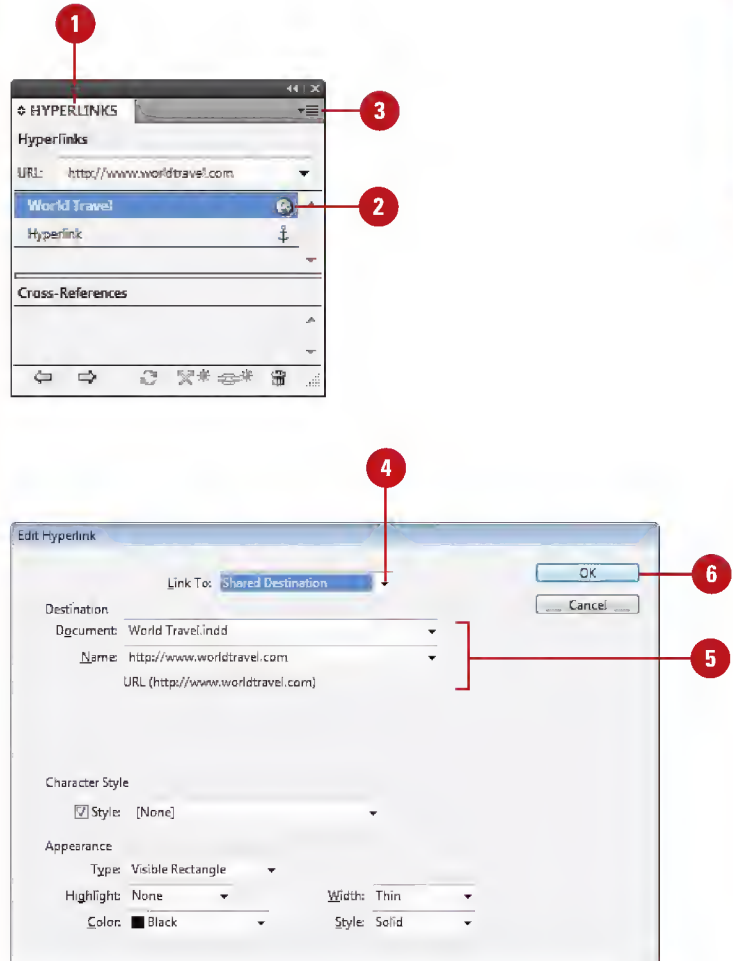 1
HYPERLINKS
3
Hyperlinks
URL: http://www.worldtravel.com
World Travel
2
Hyperlink
Cross-References
4
Edit Hyperlink
Link To: Shared Destination
OK
6
Destination
Cancel
Document: World Travel.indd
Name: http://www.worldtravel.com
5
URL (http://www.worldtravel.com)
Character Style
Style: [None]
Appearance
Type: Visible Rectangle
Highlight: None Width: Thin
Color: Black Style: Solid